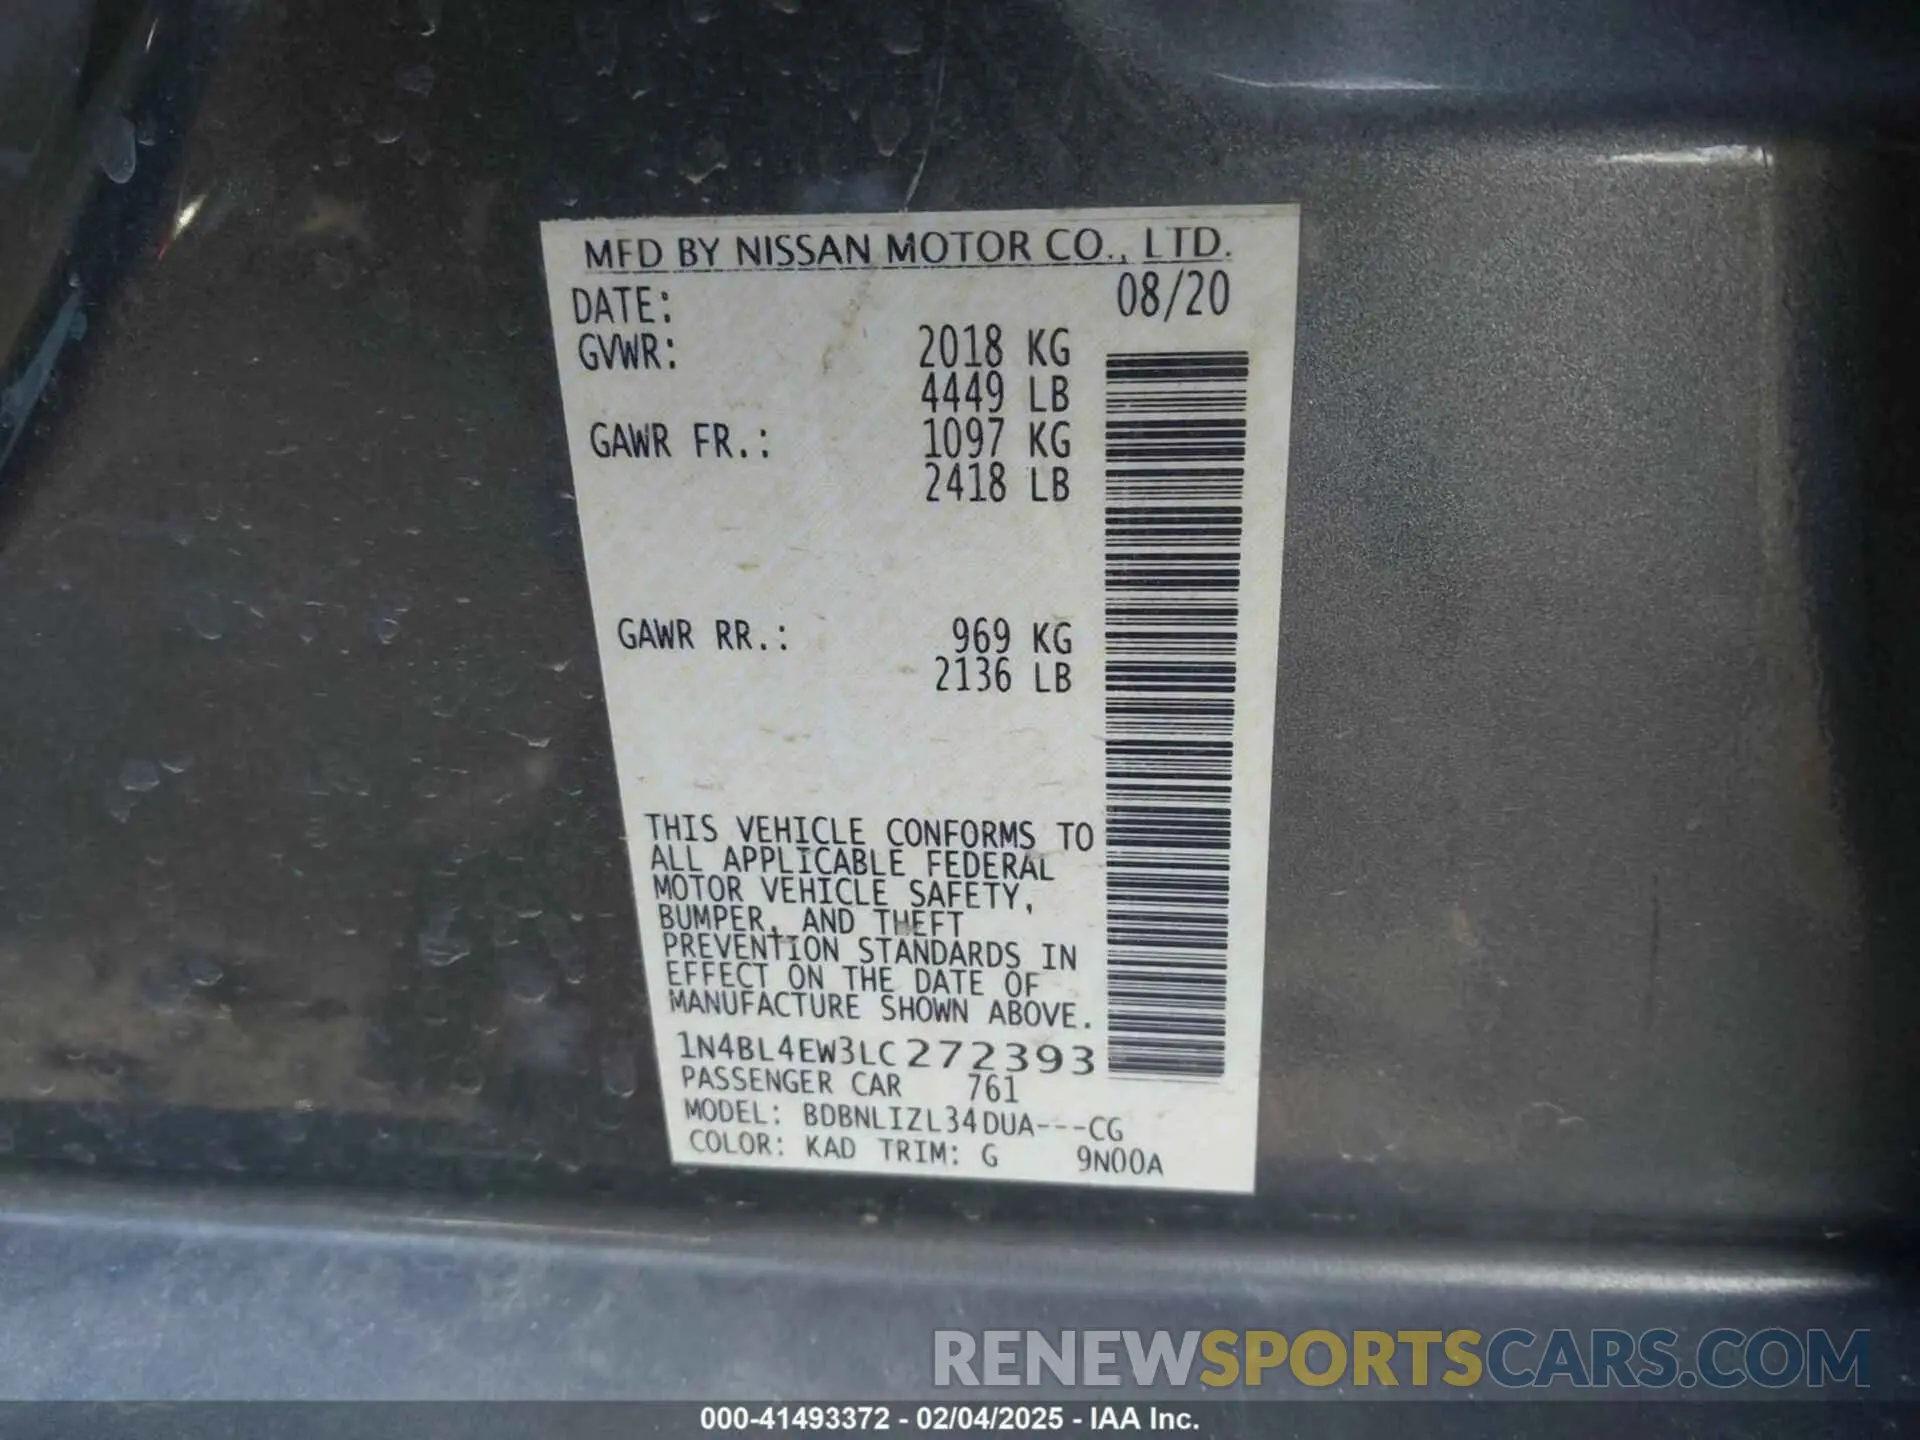 MFD BY NISSAN MOTOR CO., LTD.
DATE: 08/20
GVWR: 2018 KG
4449 LB
GAWR FR.: 1097 KG
2418 LB
GAWR RR.: 969 KG
2136 LB
THIS VEHICLE CONFORMS TO
ALL APPLICABLE FEDERAL
MOTOR VEHICLE SAFETY,
BUMPER, AND THEFT
PREVENTION STANDARDS IN
EFFECT ON THE DATE OF
MANUFACTURE SHOWN ABOVE.
1N4BL4EW3LC272393
PASSENGER CAR 761
MODEL: BDBNLIZL34DUA---CG
COLOR: KAD TRIM: G 9N00A
RENEWSPORTSCARS.COM
000-41493372 - 02/04/2025 - IAA Inc.